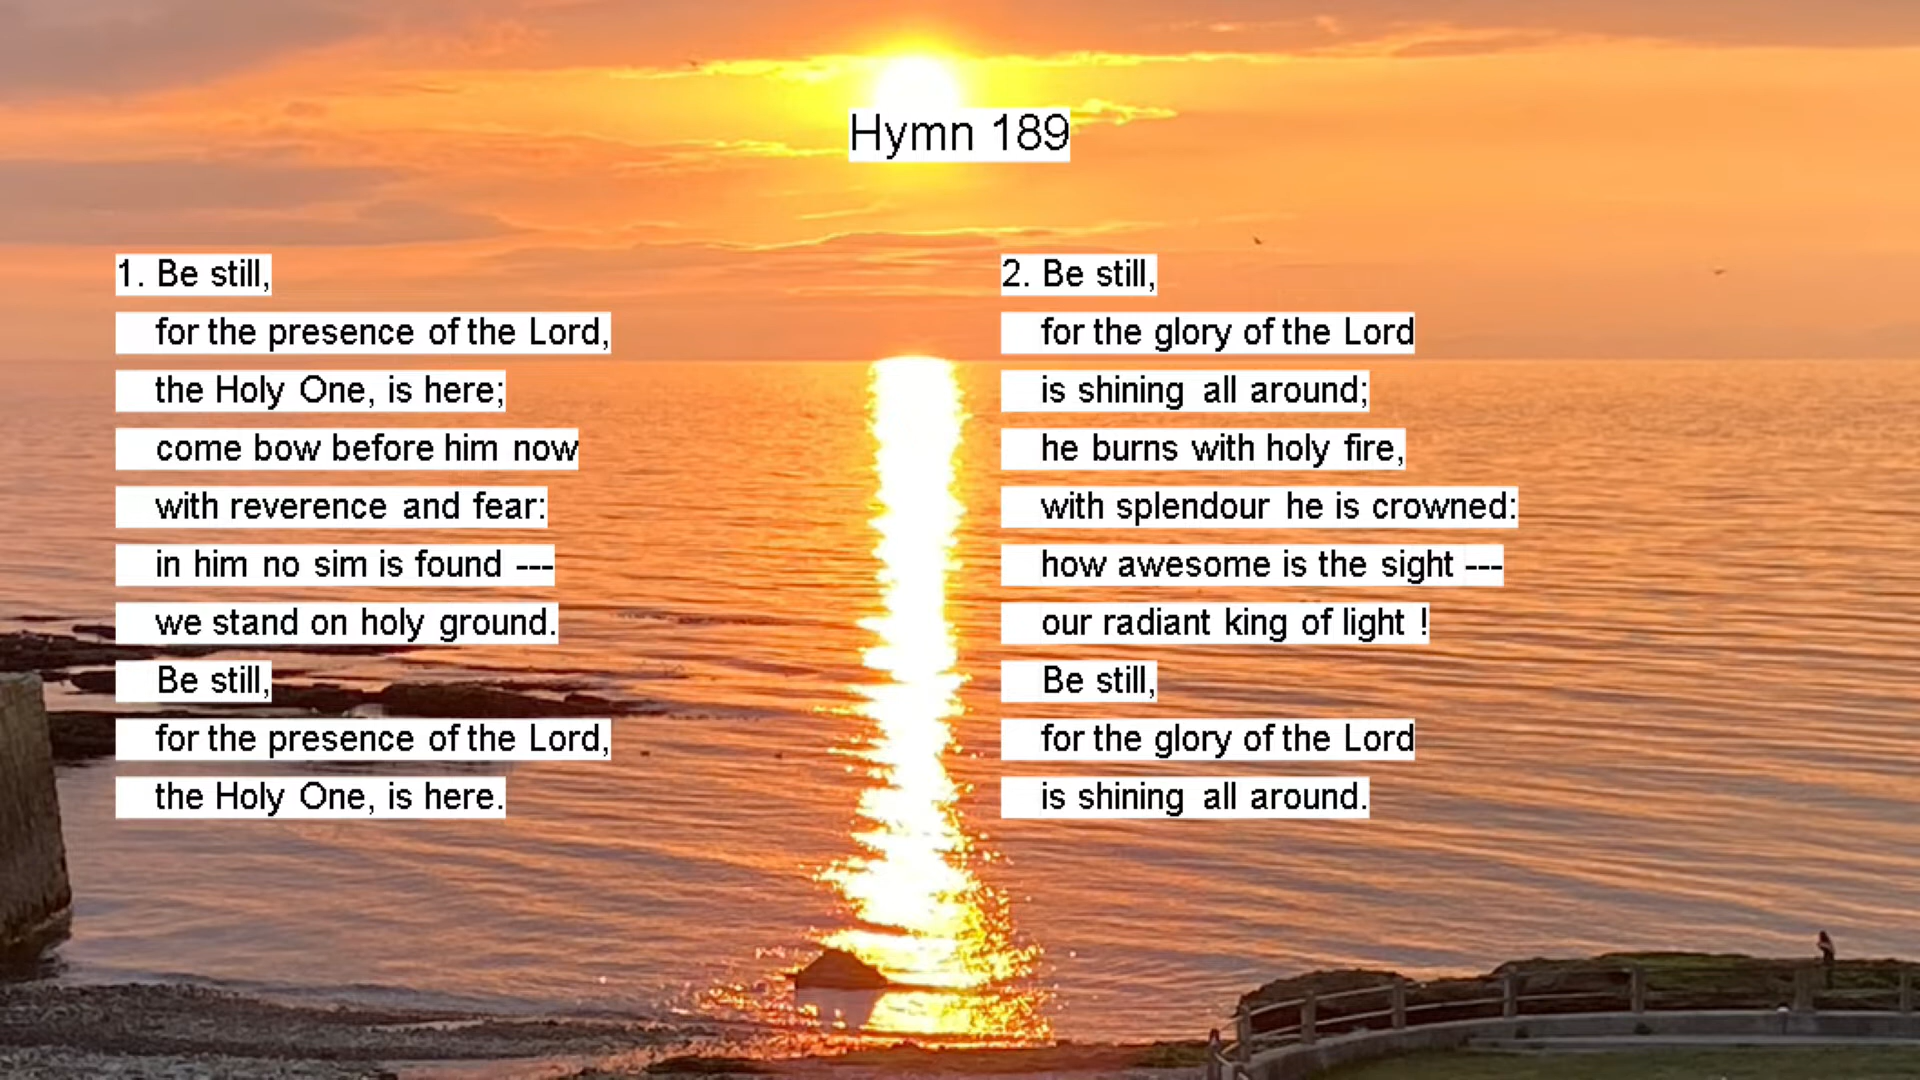 Hymn 189
1. Be still,
for the presence of the Lord,
the Holy One, is here;
come bow before him now
with reverence and fear:
in him no sim is found ---
we stand on holy ground.
Be still,
for the presence of the Lord,
the Holy One, is here.
2. Be still,
for the glory of the Lord
is shining all around;
he burns with holy fire,
with splendour he is crowned:
how awesome is the sight ---
our radiant king of light !
Be still,
for the glory of the Lord
is shining all around.